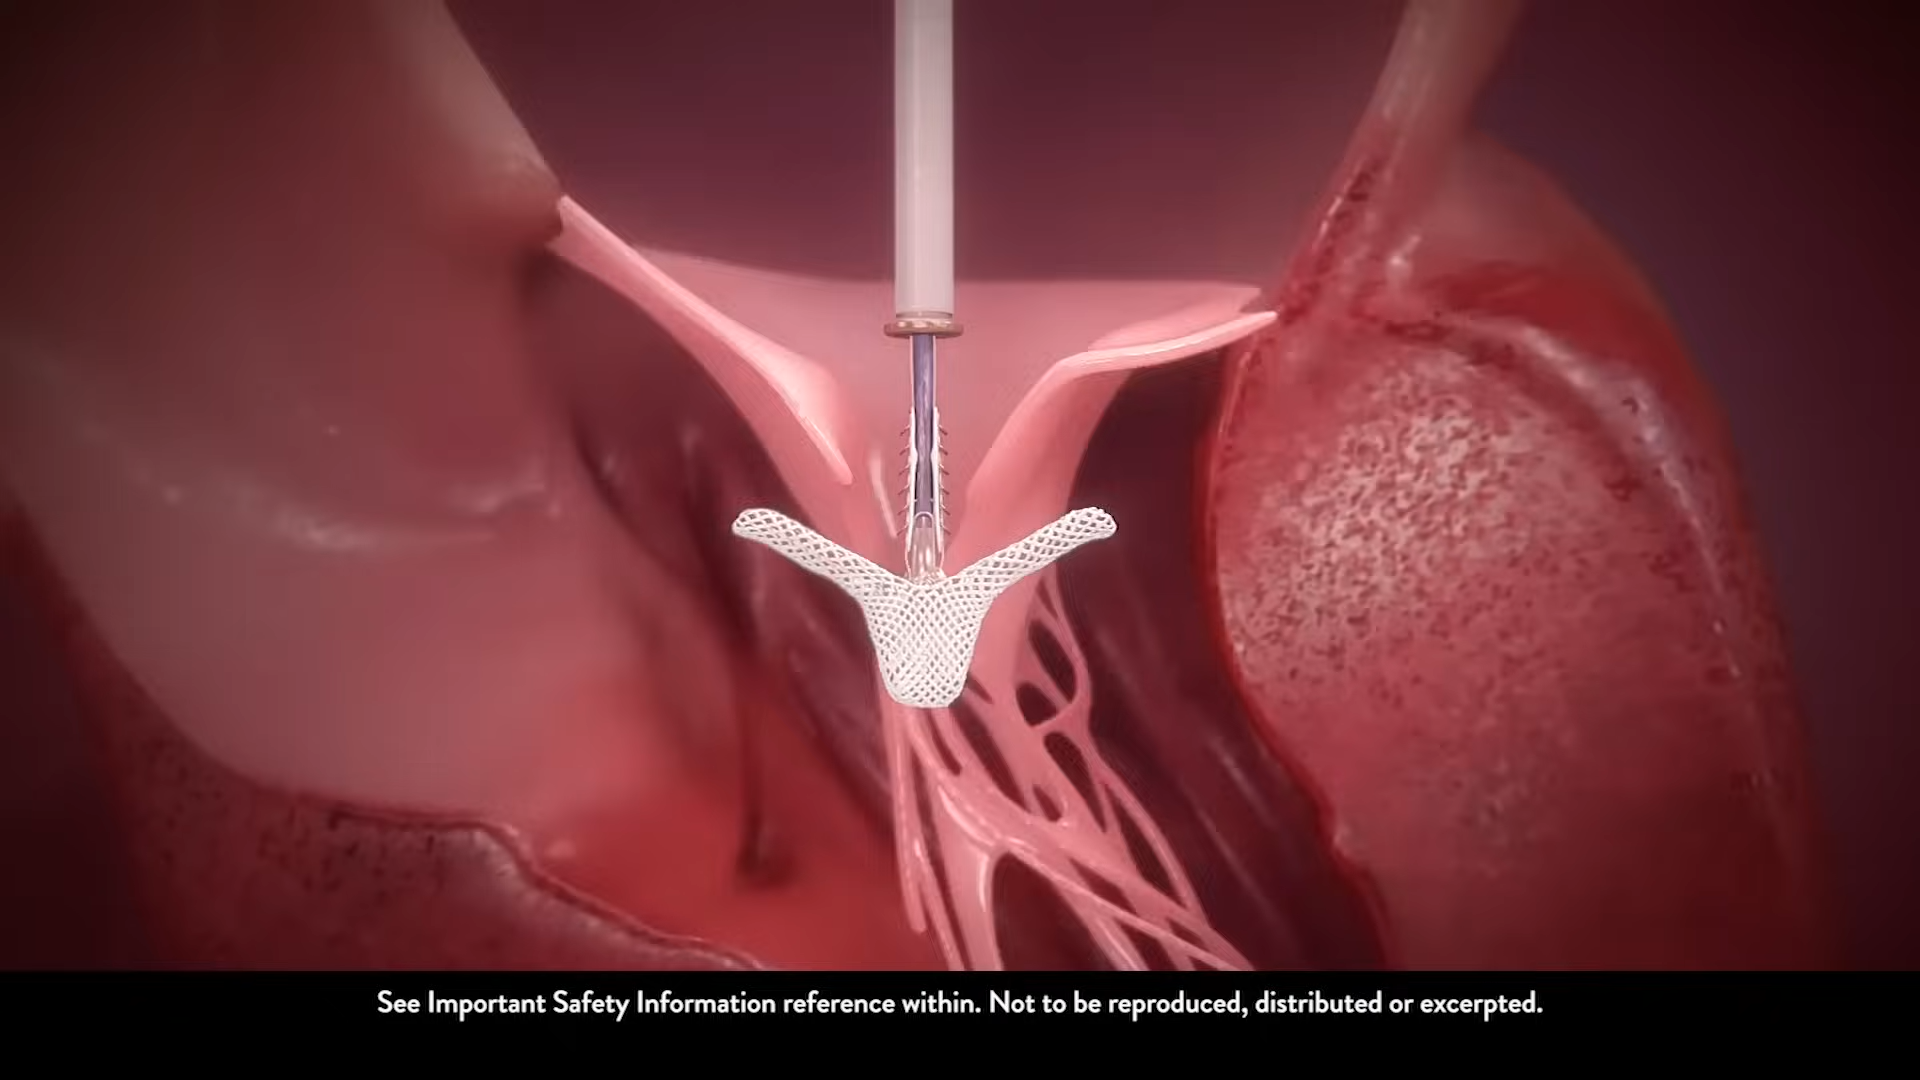 See Important Safety Information reference within. Not to be reproduced, distributed or excerpted.